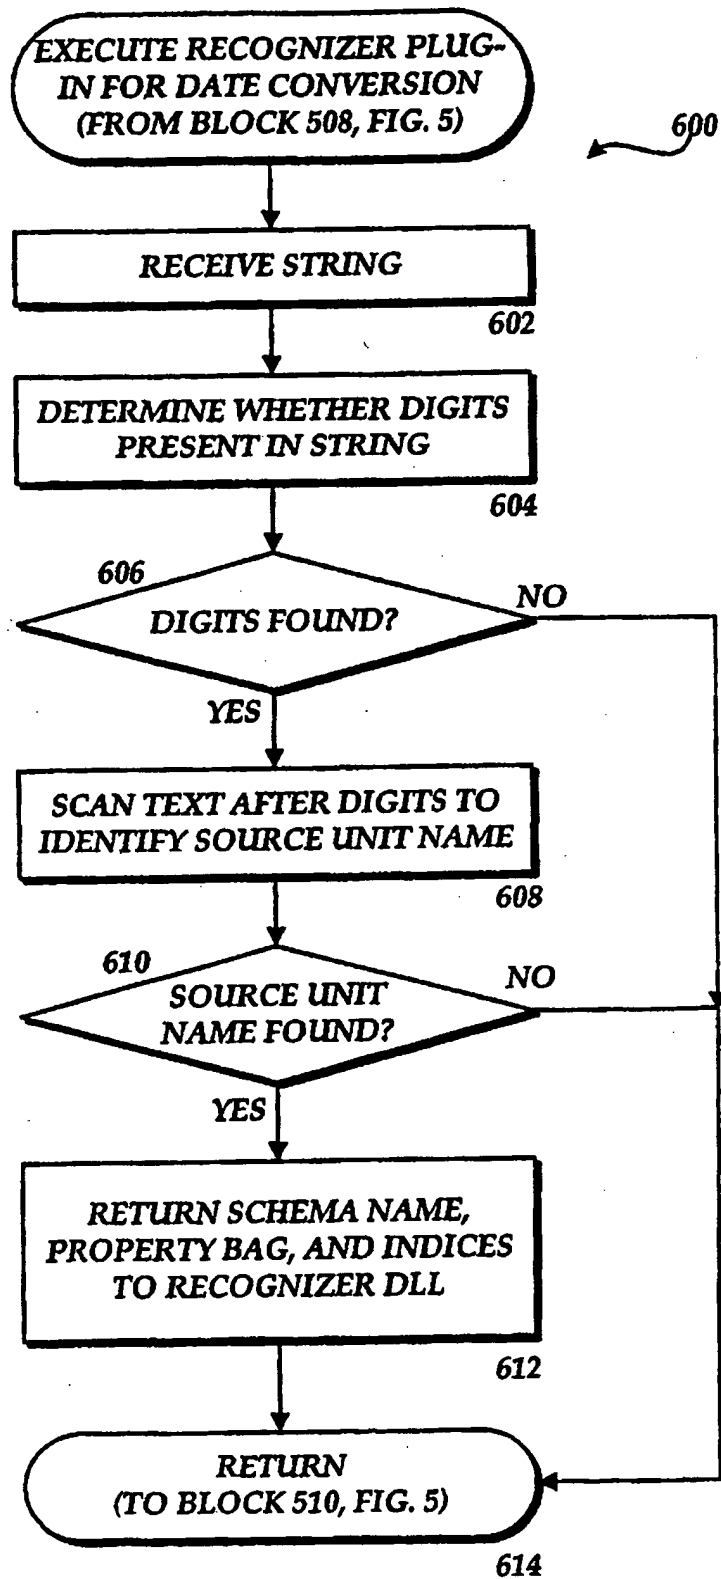 EXECUTE RECOGNIZER PLUG-
IN FOR DATE CONVERSION
(FROM BLOCK 508, FIG. 5)
600
RECEIVE STRING
602
DETERMINE WHETHER DIGITS
PRESENT IN STRING
604
606
DIGITS FOUND?
NO
YES
SCAN TEXT AFTER DIGITS TO
IDENTIFY SOURCE UNIT NAME
608
610
SOURCE UNIT
NAME FOUND?
NO
YES
RETURN SCHEMA NAME,
PROPERTY BAG, AND INDICES
TO RECOGNIZER DLL
612
RETURN
(TO BLOCK 510, FIG. 5)
614